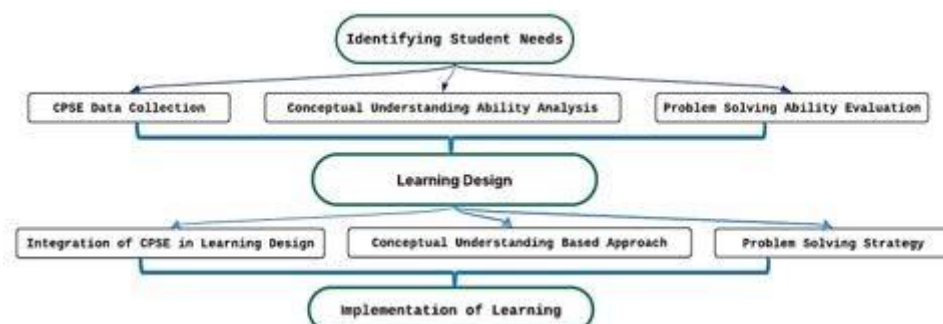 Identifying Student Needs
CPSE Data Collection
Conceptual Understanding Ability Analysis
Problem Solving Ability Evaluation
Learning Design
Integration of CPSE in Learning Design
Conceptual Understanding Based Approach
Problem Solving Strategy
Implementation of Learning